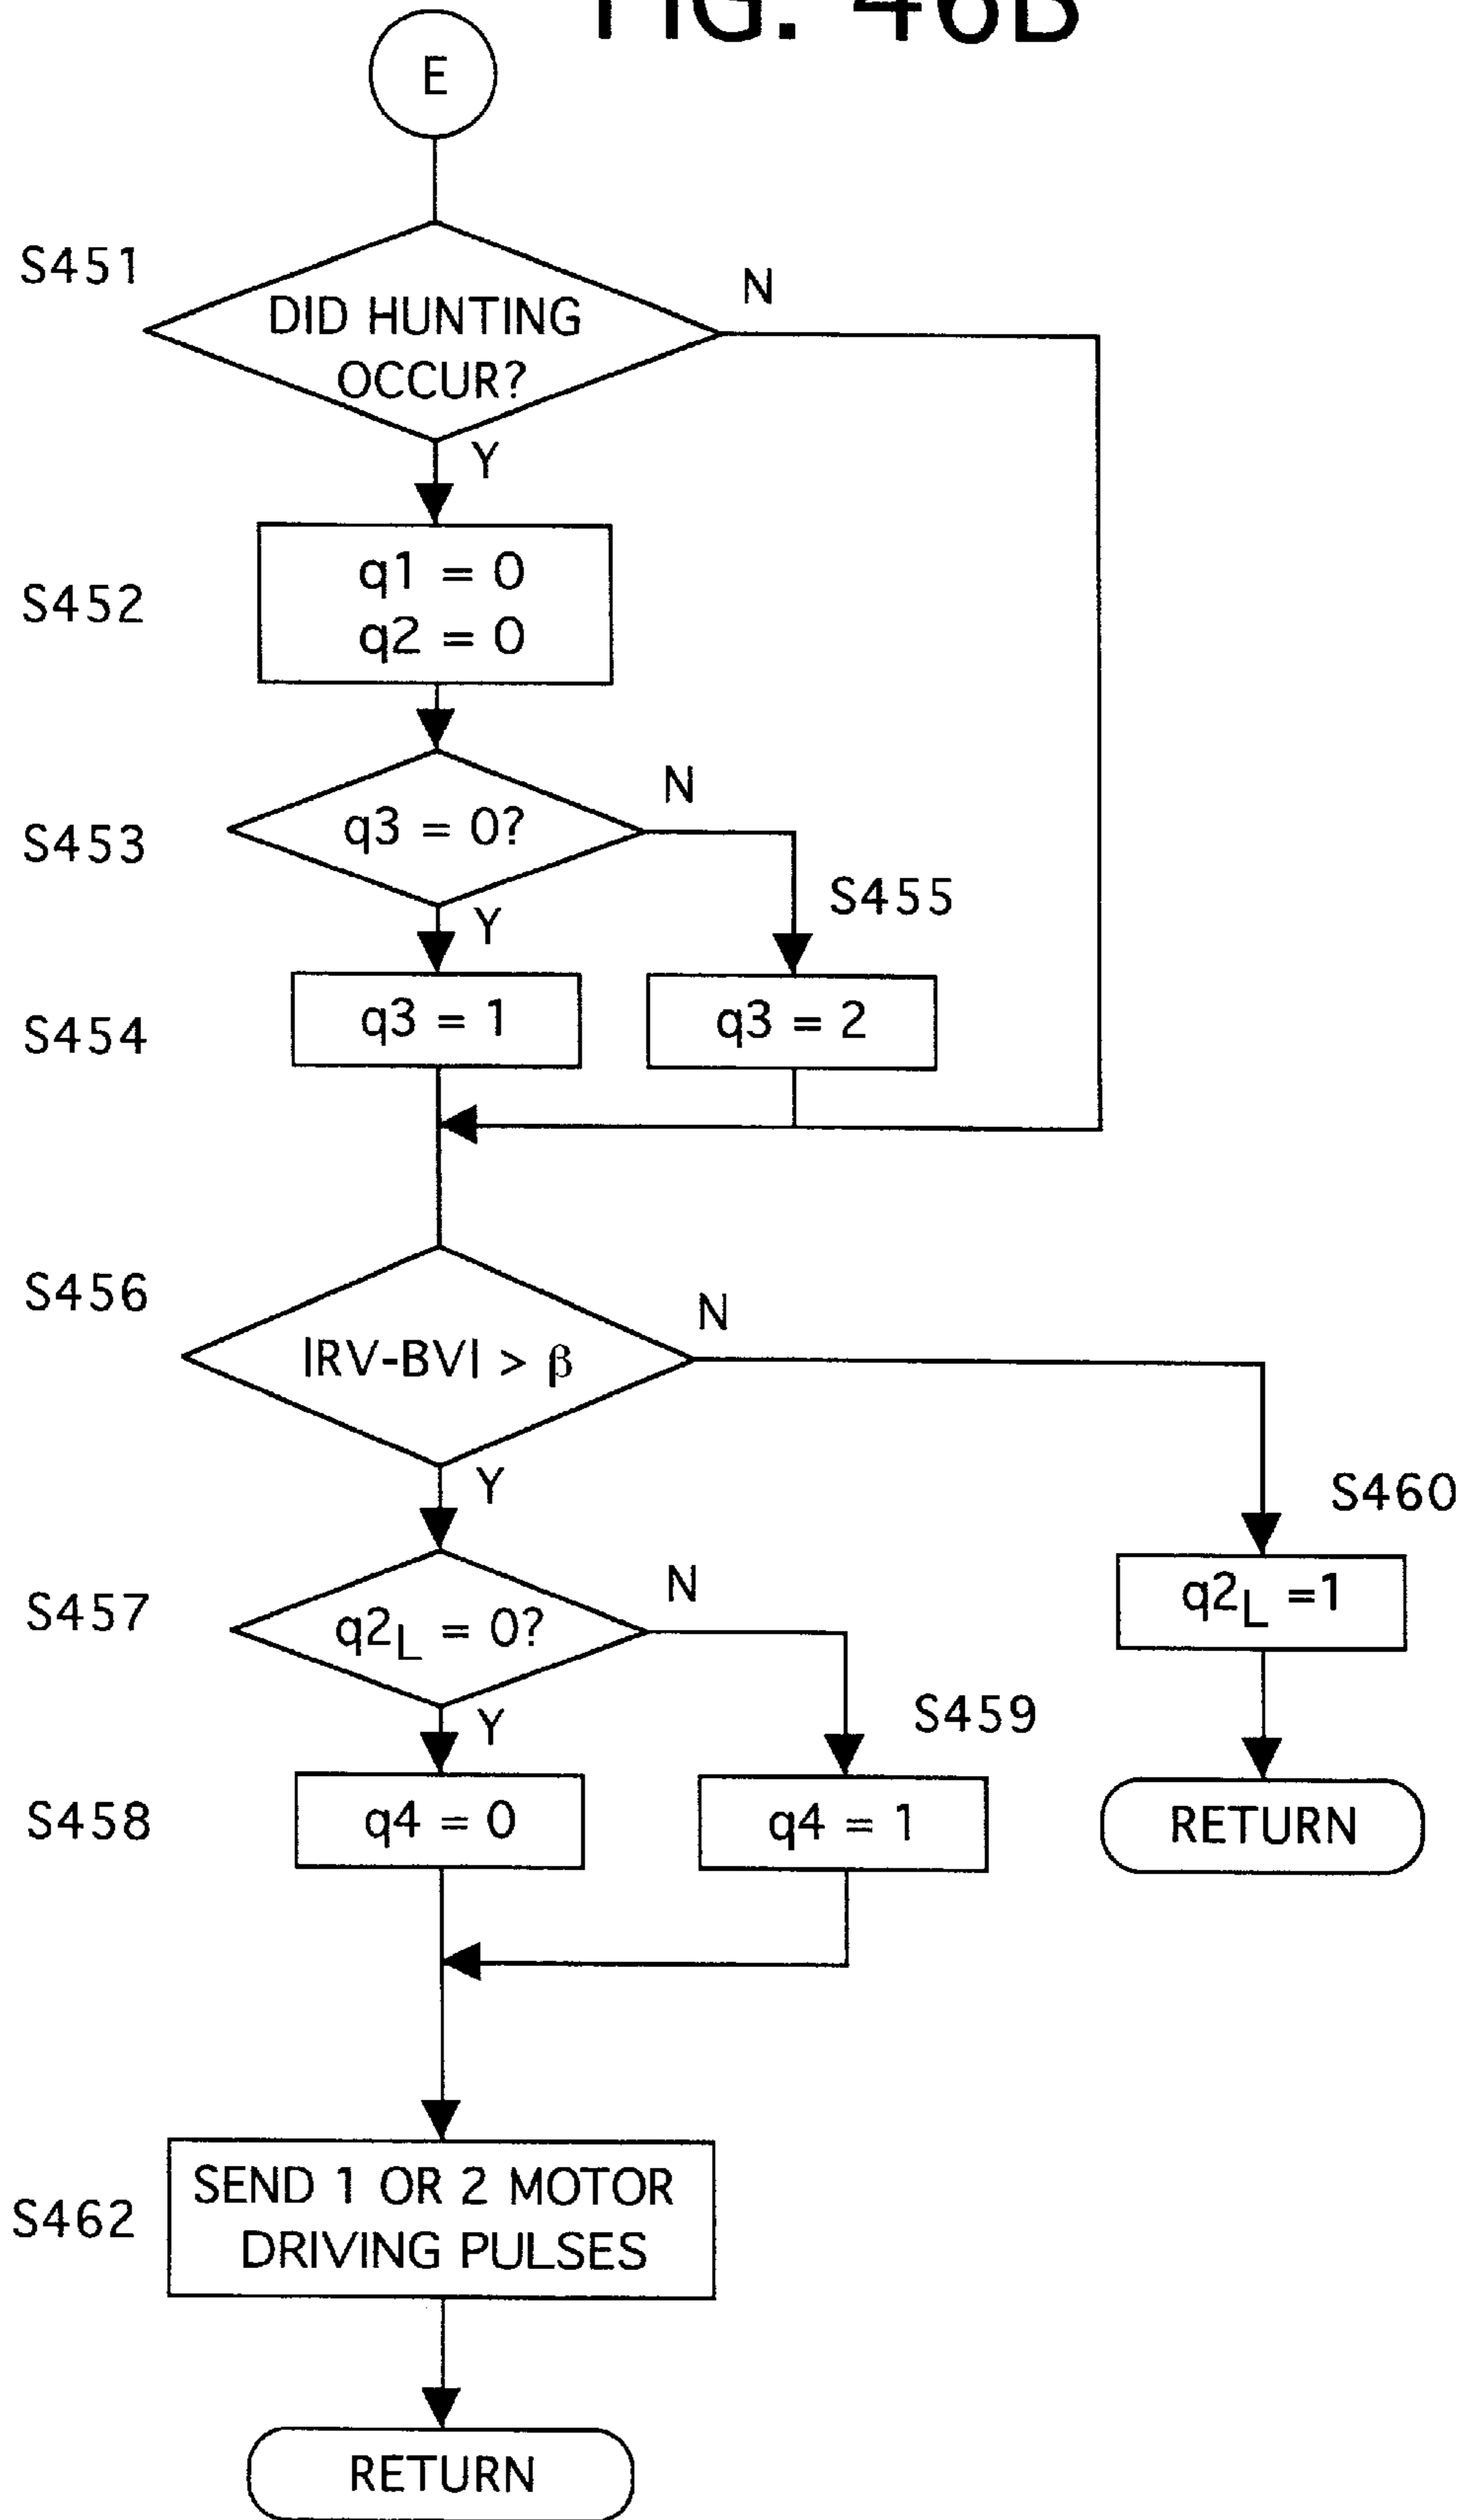 FIG. 46B
E
S451
DID HUNTING
OCCUR?
N
Y
S452
q1 = 0
q2 = 0
S453
q3 = 0?
N
Y
S455
S454
q3 = 1
q3 = 2
S456
|RV-BV| > β
N
Y
S460
q2L =1
S457
q2L = 0?
N
Y
S459
S458
q4 = 0
q4 = 1
RETURN
S462
SEND 1 OR 2 MOTOR
DRIVING PULSES
RETURN